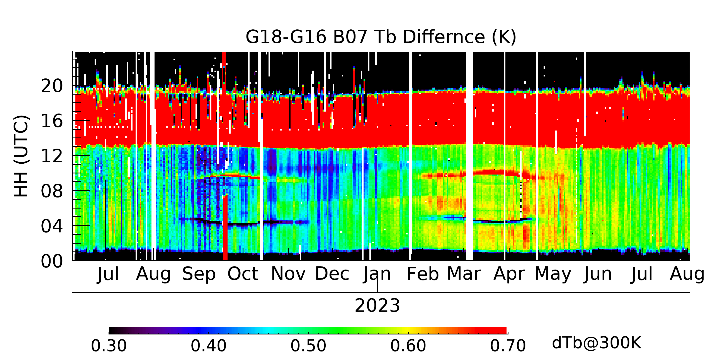 G18-G16 B07 Tb Differnce (K)
HH (UTC)
20
16
12
08
04
00
Jul Aug Sep Oct Nov Dec Jan Feb Mar Apr May Jun Jul Aug
2023
0.30 0.40 0.50 0.60 0.70 dTb@300K